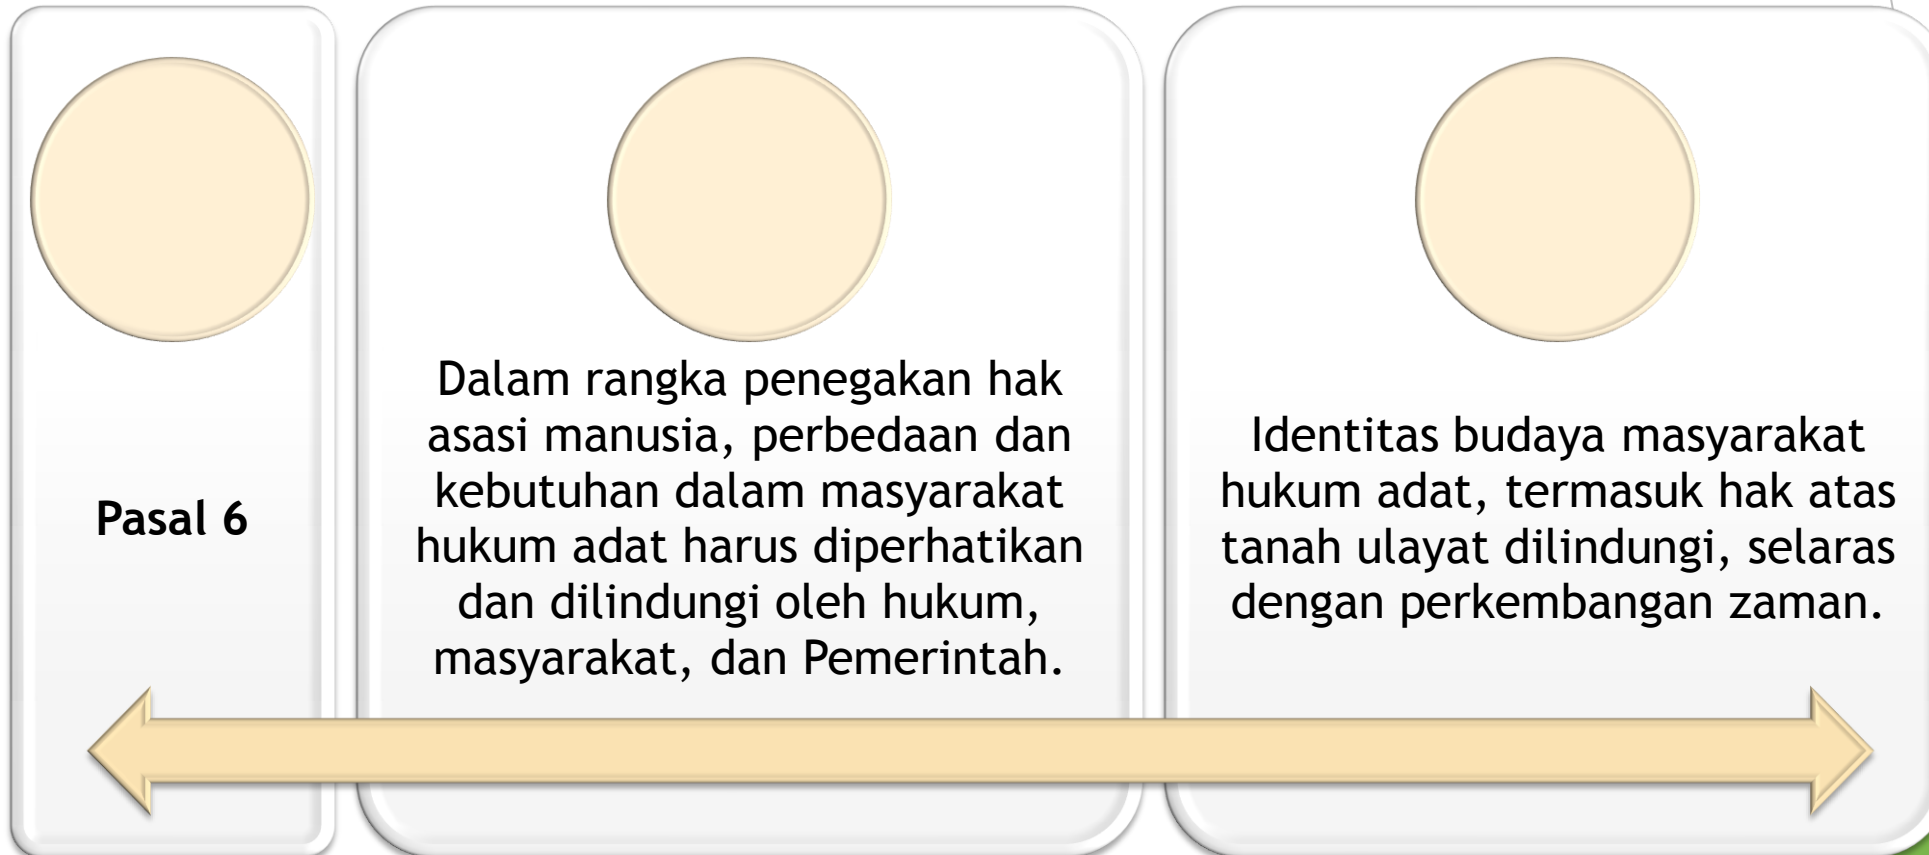 Pasal 6
Dalam rangka penegakan hak
asasi manusia, perbedaan dan
kebutuhan dalam masyarakat
hukum adat harus diperhatikan
dan dilindungi oleh hukum,
masyarakat, dan Pemerintah.
Identitas budaya masyarakat
hukum adat, termasuk hak atas
tanah ulayat dilindungi, selaras
dengan perkembangan zaman.